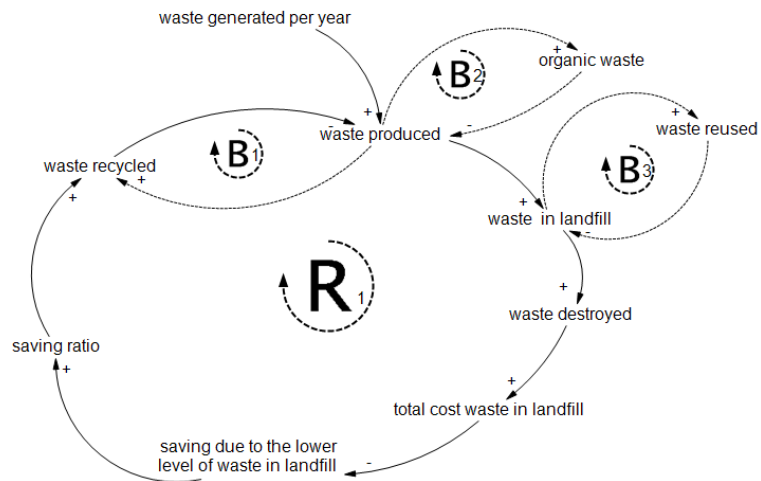 waste generated per year
+
organic waste
B2
+
-
+
-
waste produced
waste reused
waste recycled
B1
+
+
B3
+
waste in landfill
-
R1
+
waste destroyed
saving ratio
+
+
total cost waste in landfill
saving due to the lower
level of waste in landfill
-